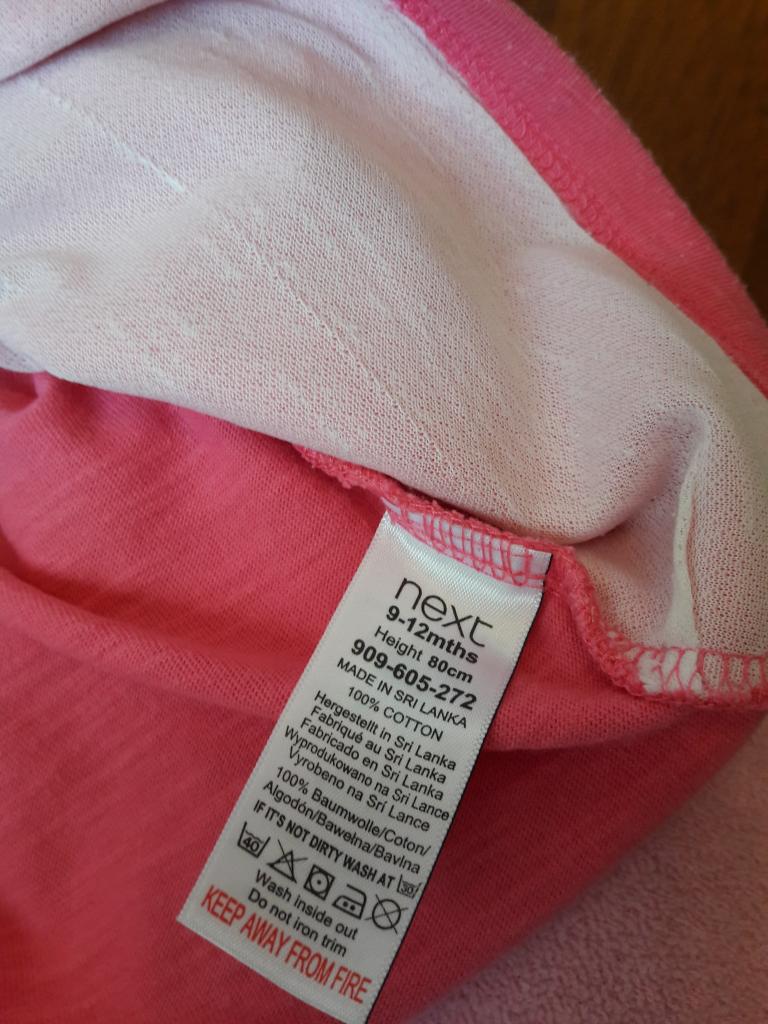 next
9-12mths
Height 80cm
909-605-272
MADE IN SRI LANKA
100% COTTON
Hergestellt in Sri Lanka
Fabriqué au Sri Lanka
Fabricado en Sri Lanka
Wyprodukowano na Sri Lance
Vyrobeno na Srí Lance
100% Baumwolle/Coton/
Algodón/Bawełna/Bavlna
IF IT'S NOT DIRTY WASH AT 30
40
Wash inside out
Do not iron trim
KEEP AWAY FROM FIRE